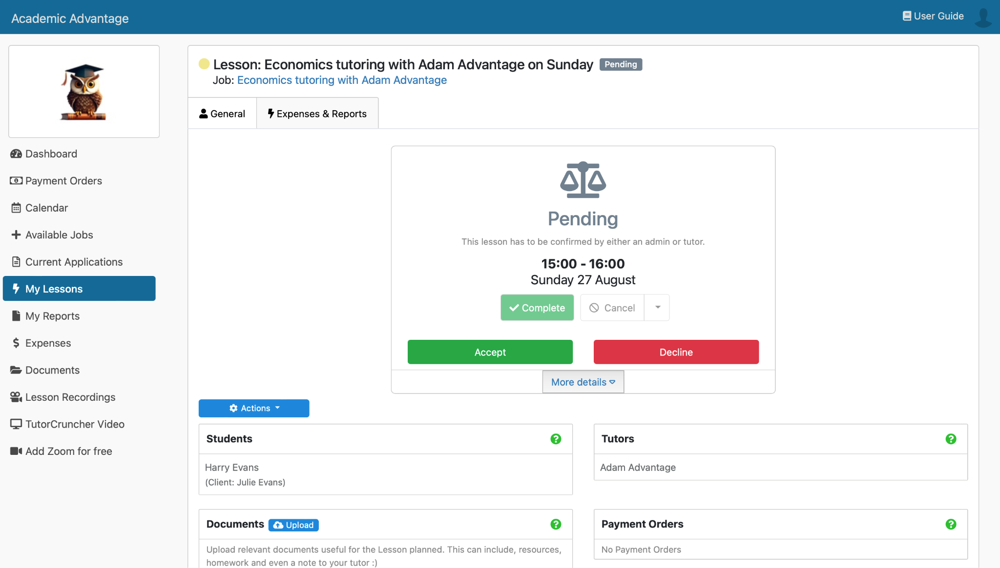 Academic Advantage
User Guide
Lesson: Economics tutoring with Adam Advantage on Sunday Pending
Job: Economics tutoring with Adam Advantage
General
Expenses & Reports
Dashboard
Payment Orders
Calendar
Available Jobs
Current Applications
My Lessons
My Reports
Expenses
Documents
Lesson Recordings
TutorCruncher Video
Add Zoom for free
Pending
This lesson has to be confirmed by either an admin or tutor.
15:00 - 16:00
Sunday 27 August
Complete
Cancel
Accept
Decline
More details
Actions
Students
Harry Evans
(Client: Julie Evans)
Tutors
Adam Advantage
Documents Upload
Upload relevant documents useful for the Lesson planned. This can include, resources,
homework and even a note to your tutor :)
Payment Orders
No Payment Orders